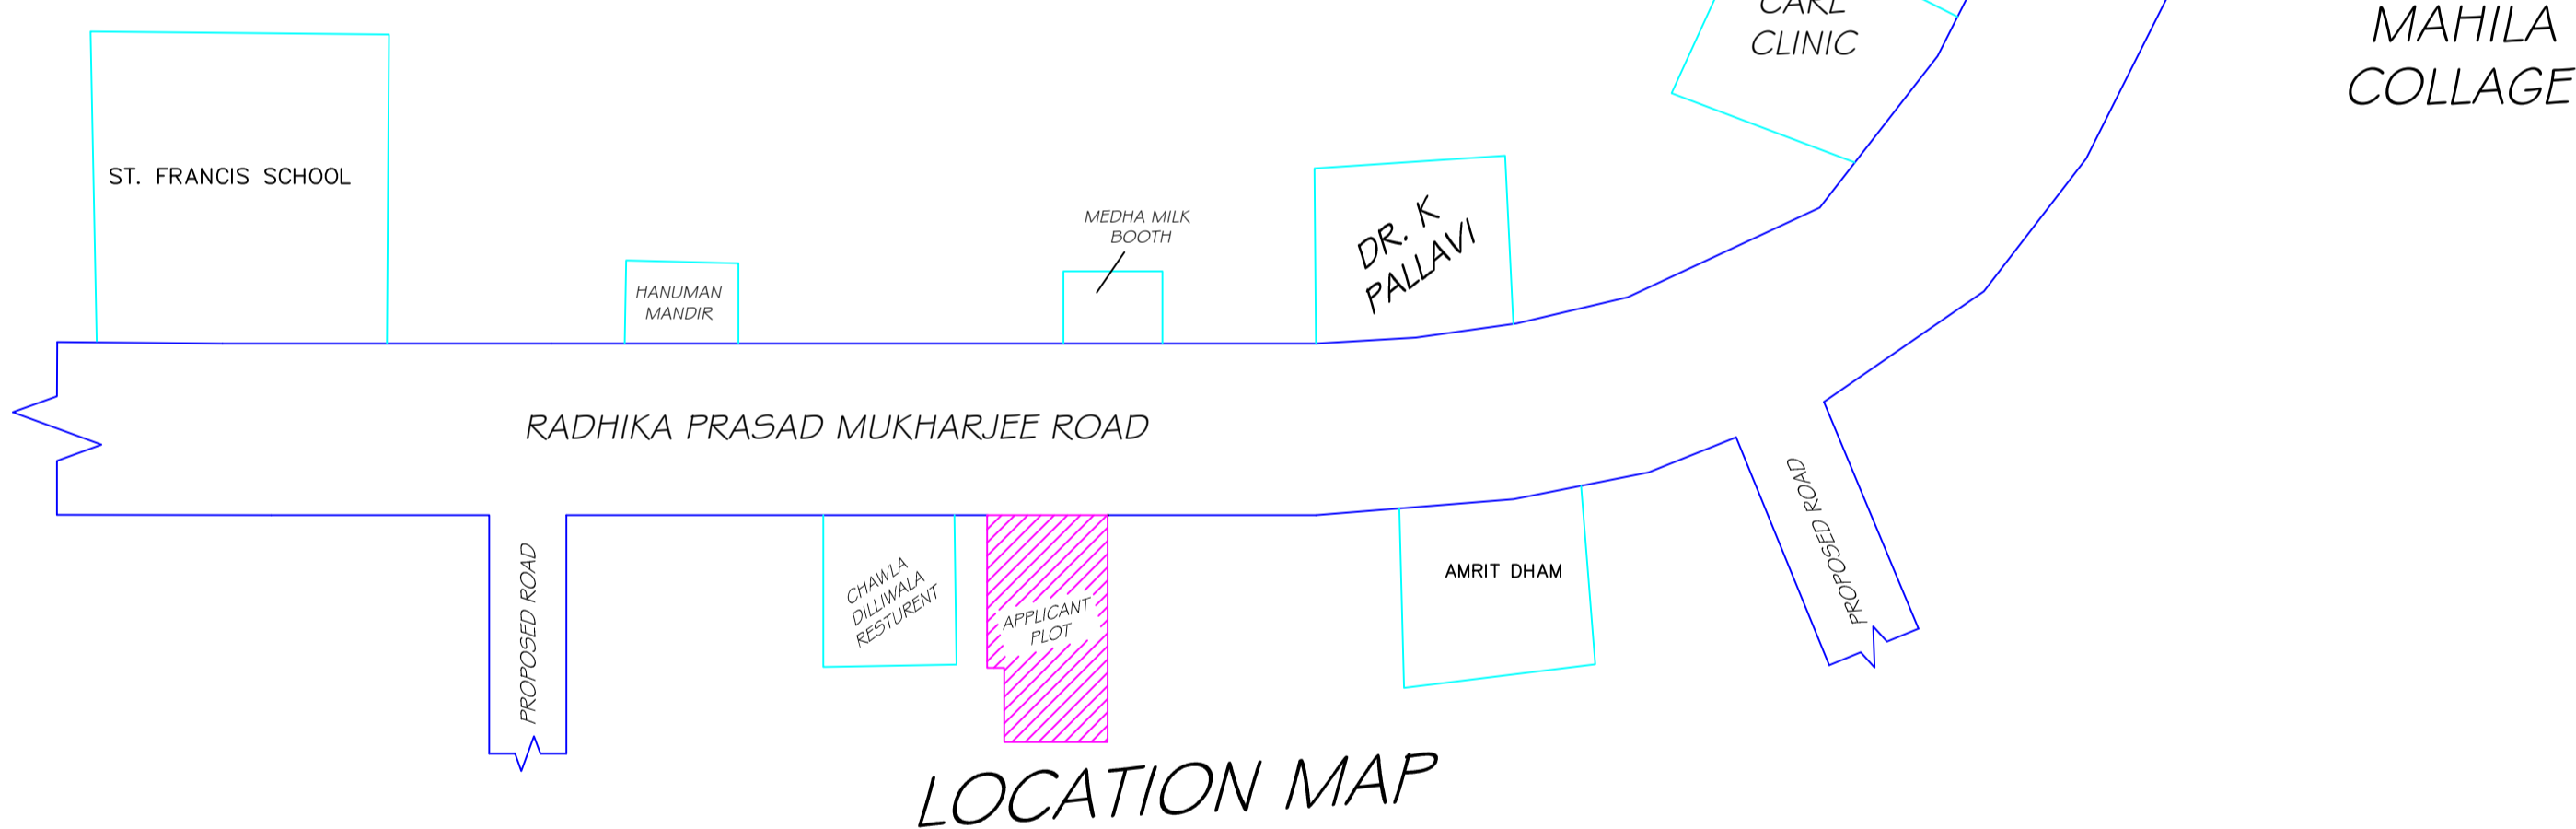 CLINIC
MAHILA
COLLAGE
ST. FRANCIS SCHOOL
HANUMAN
MANDIR
MEDHA MILK
BOOTH
DR. K
PALLAVI
RADHIKA PRASAD MUKHARJEE ROAD
PROPOSED ROAD
CHAWLA
DILLIWALA
RESTURENT
APPLICANT
PLOT
AMRIT DHAM
PROPOSED ROAD
LOCATION MAP